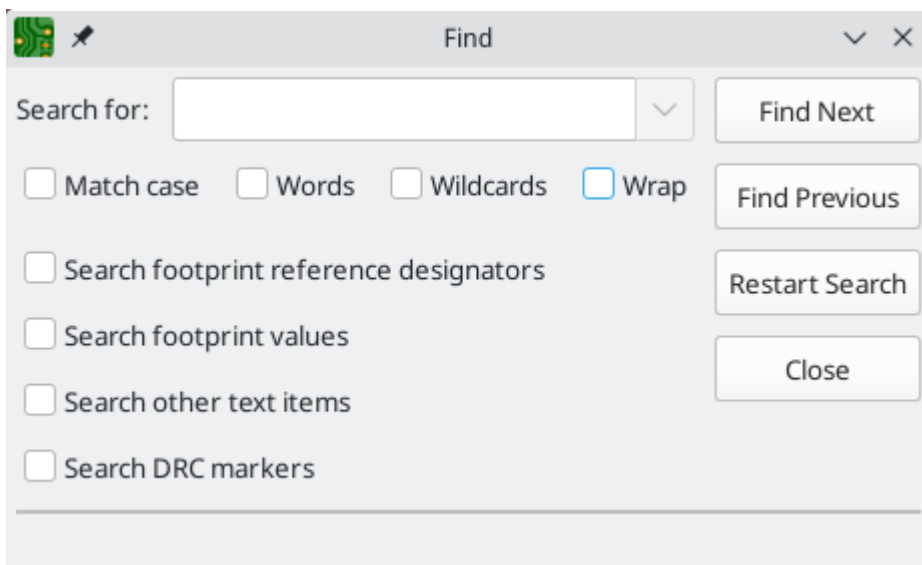 Find
Search for:
Find Next
Match case Words Wildcards Wrap
Find Previous
Search footprint reference designators
Restart Search
Search footprint values
Close
Search other text items
Search DRC markers